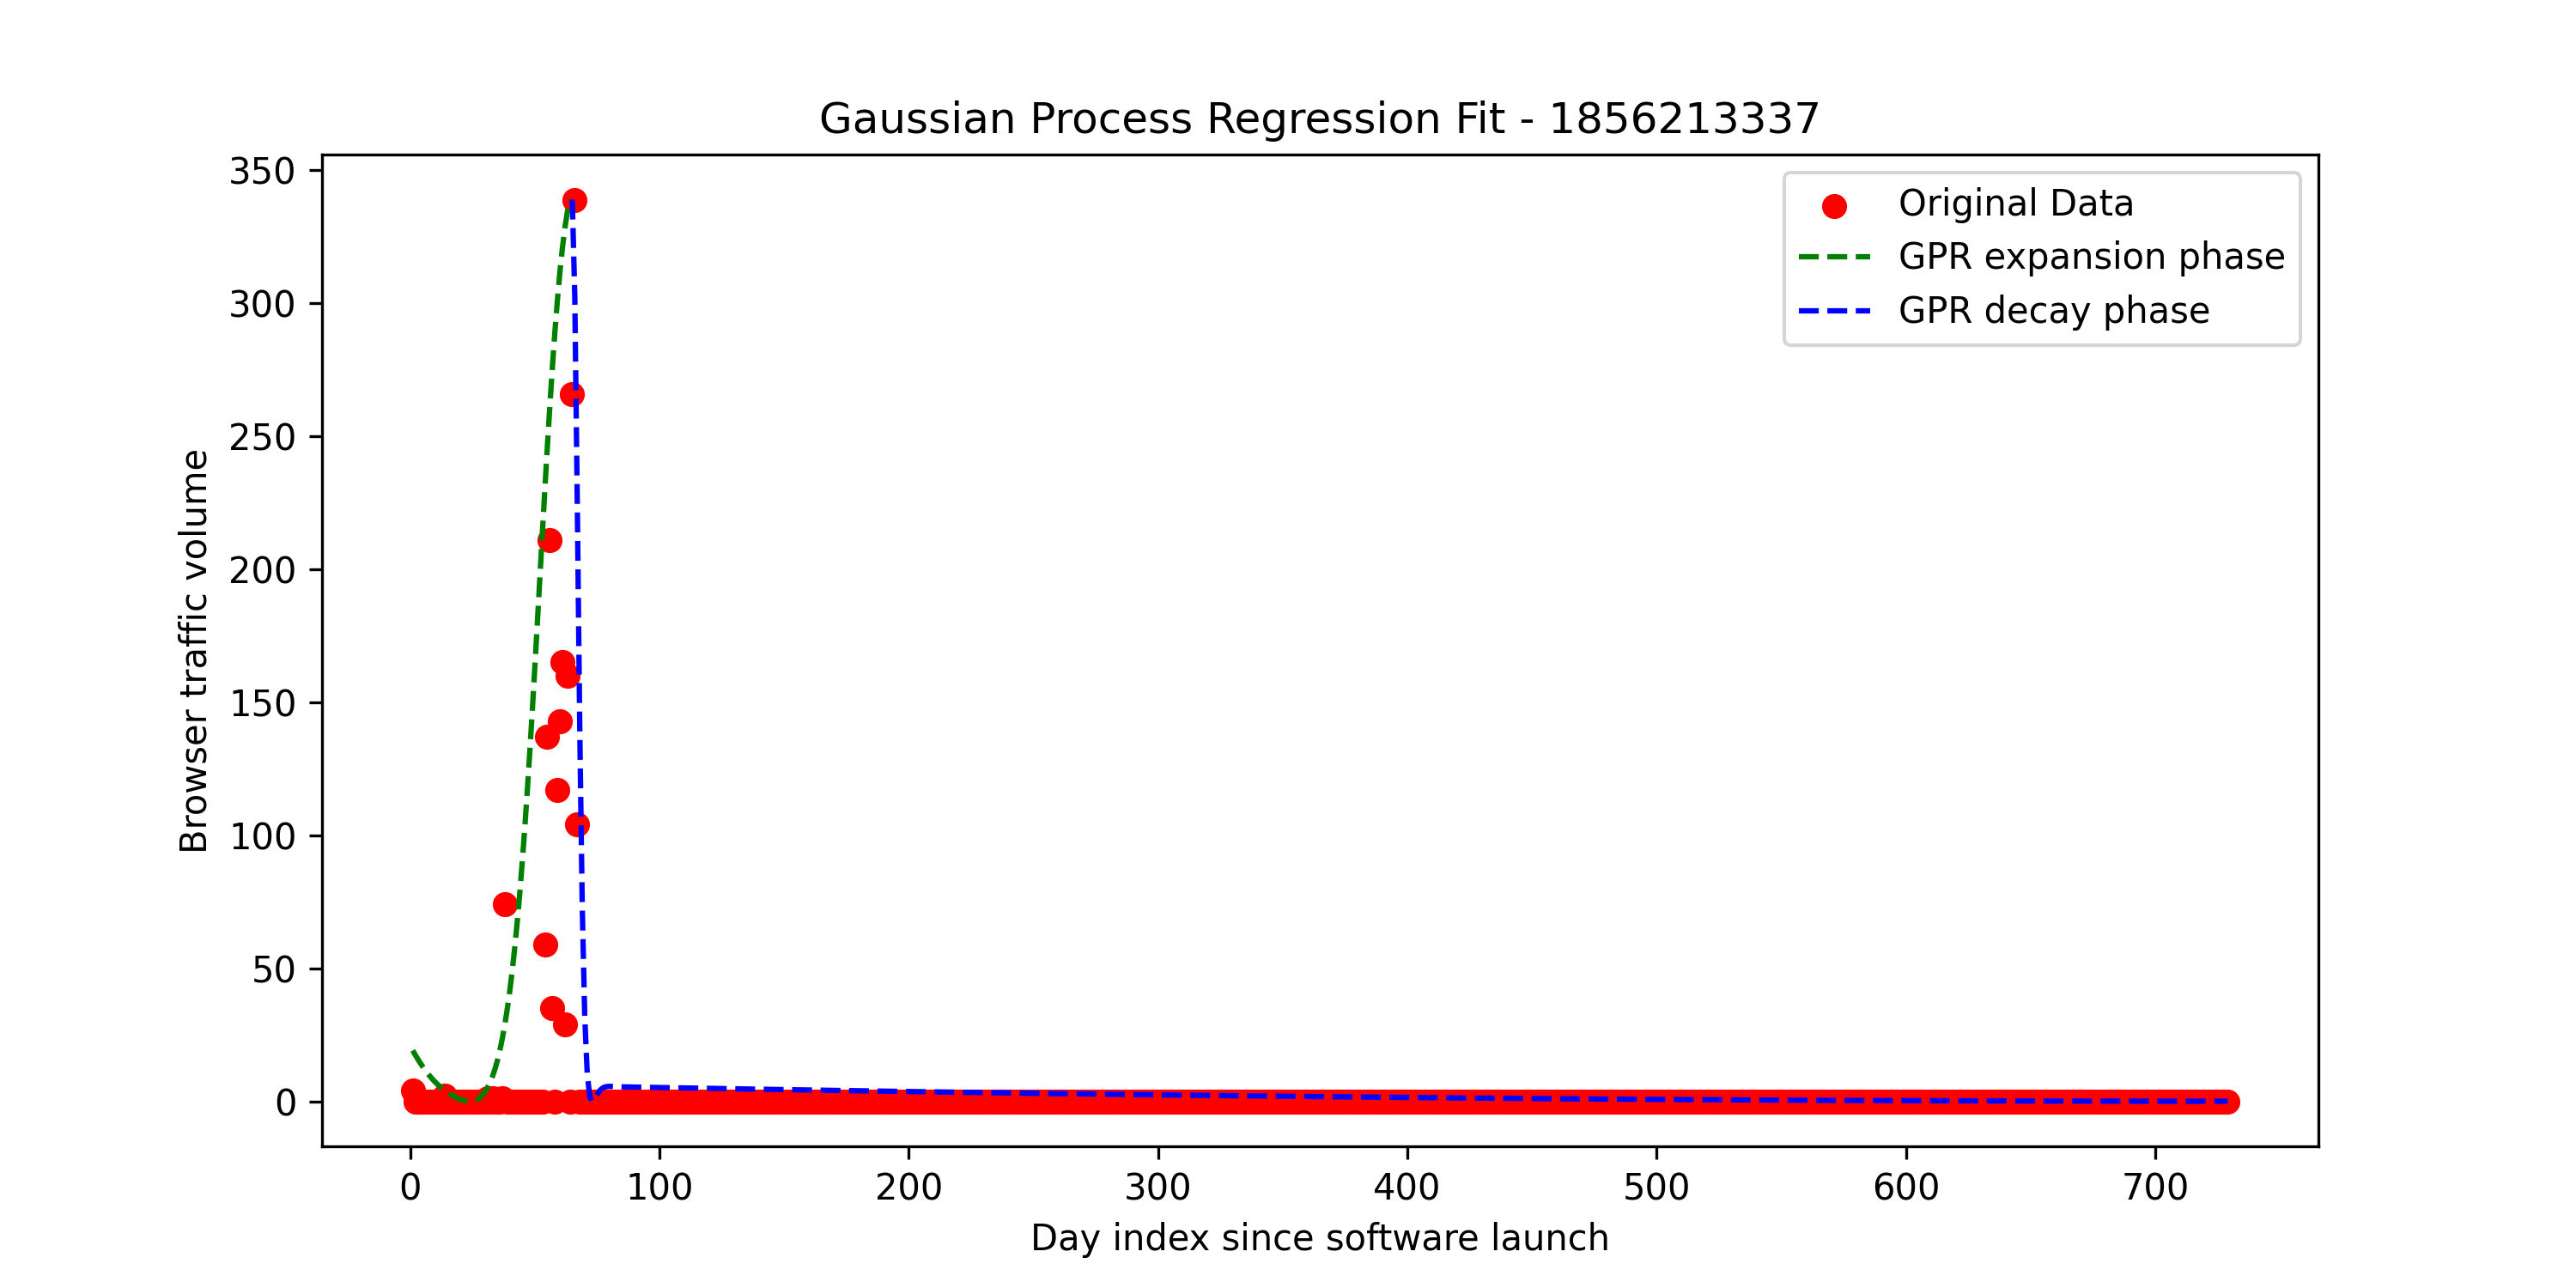 Gaussian Process Regression Fit - 1856213337
350
300
250
200
150
100
50
0
Browser traffic volume
Original Data
GPR expansion phase
GPR decay phase
0 100 200 300 400 500 600 700
Day index since software launch